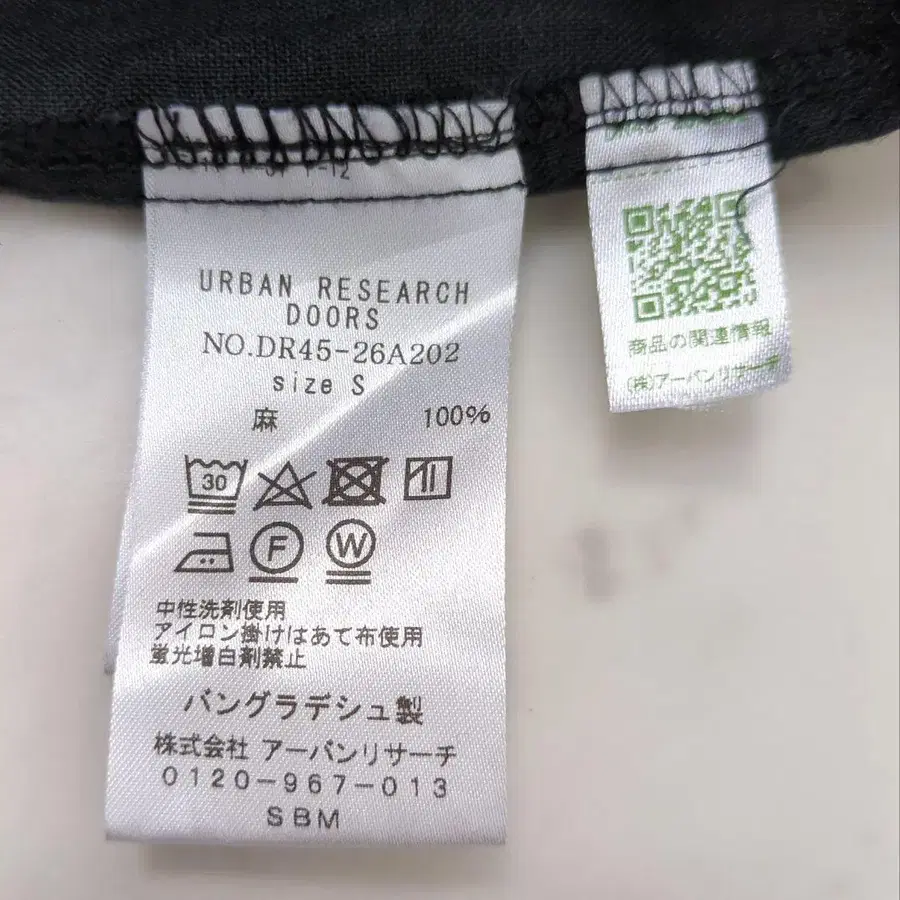 URBAN RESEARCH
DOORS
NO.DR45-26A202
size S
麻 100%
30
F W
中性洗剤使用
アイロン掛けはあて布使用
蛍光増白剤禁止
バングラデシュ製
株式会社 アーバンリサーチ
0120-967-013
SBM
商品の関連情報
(株)アーバンリサーチ